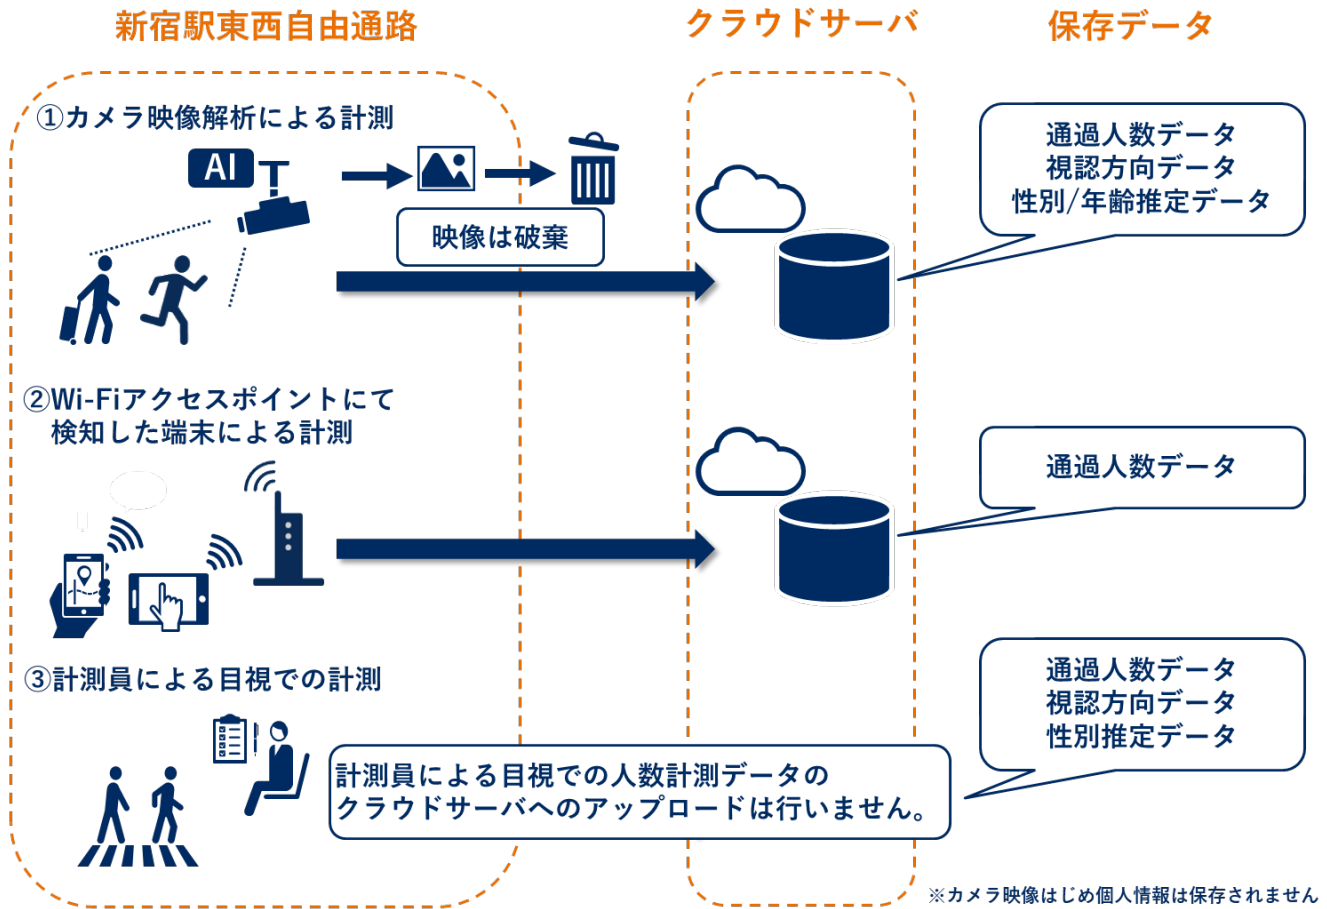 新宿駅東西自由通路
クラウドサーバ
保存データ
①カメラ映像解析による計測
AI
映像は破棄
通過人数データ
視認方向データ
性別/年齢推定データ
②Wi-Fiアクセスポイントにて
検知した端末による計測
通過人数データ
③計測員による目視での計測
計測員による目視での人数計測データの
クラウドサーバへのアップロードは行いません。
通過人数データ
視認方向データ
性別推定データ
※カメラ映像はじめ個人情報は保存されません